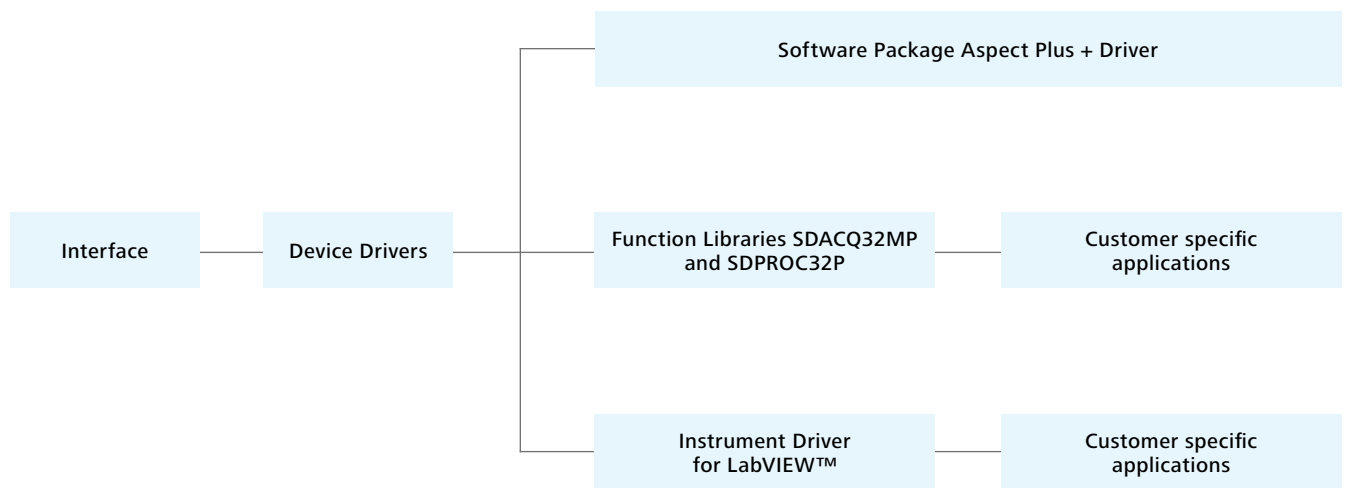 Software Package Aspect Plus + Driver
Interface
Device Drivers
Function Libraries SDACQ32MP
and SDPROC32P
Customer specific
applications
Instrument Driver
for LabVIEW™
Customer specific
applications